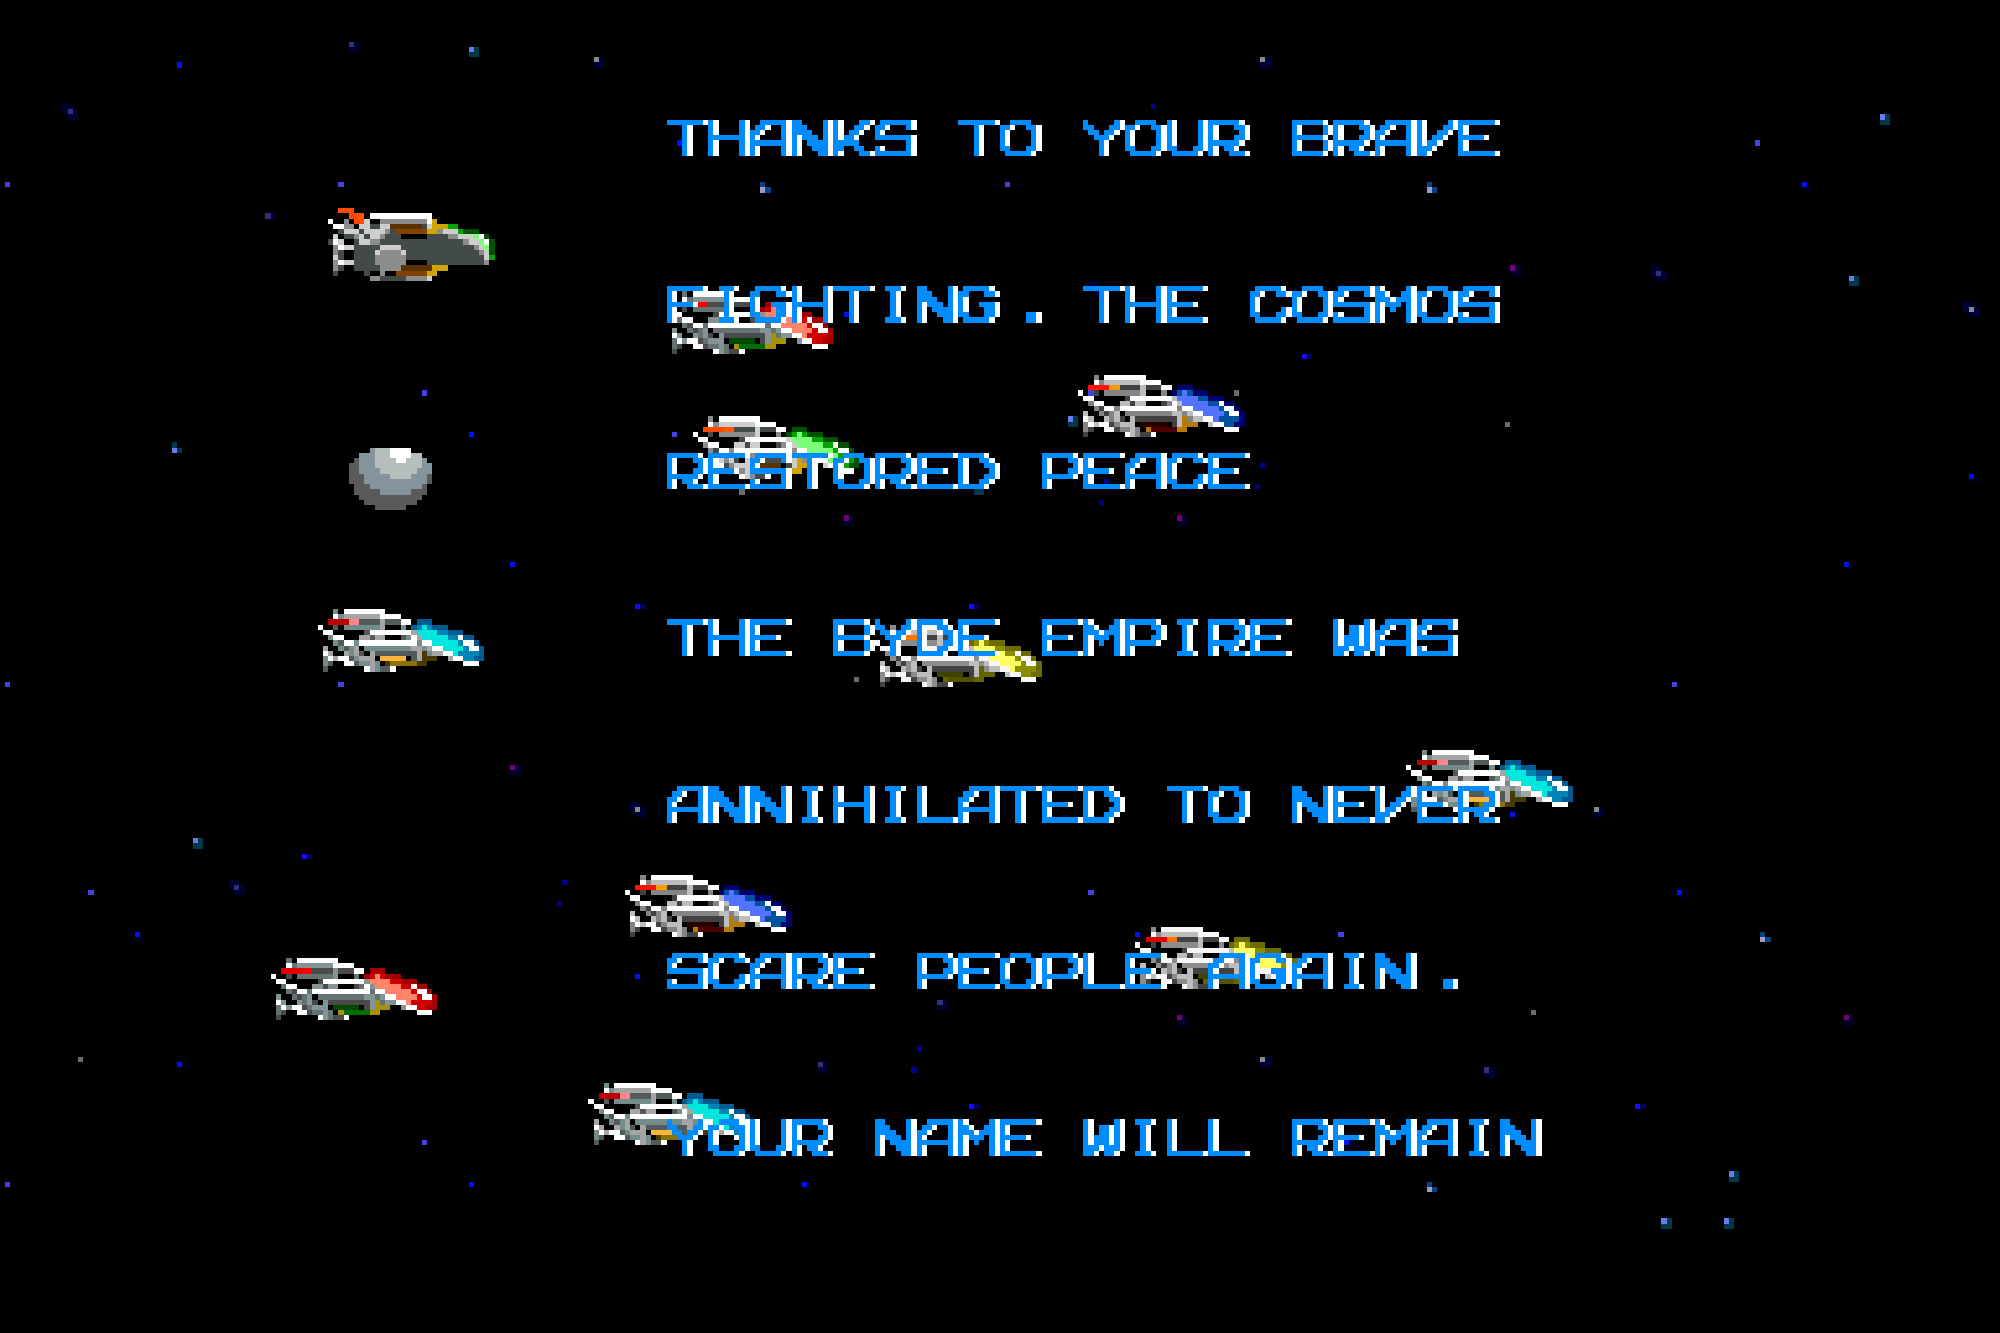 THANKS TO YOUR BRAVE
FIGHTING. THE COSMOS
RESTORED PEACE
THE BYDE EMPIRE WAS
ANNIHILATED TO NEVER
SCARE PEOPLE AGAIN.
YOUR NAME WILL REMAIN